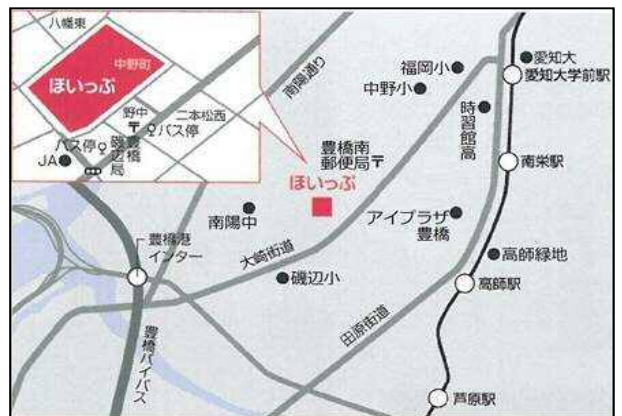 八幡東
中野町
ほいっぷ
野中
二本松西
〒
バス停
バス停
豊橋
磯辺局
JA
南陽通り
福岡小
中野小
愛知大
愛知大学前駅
時習館高
豊橋南
郵便局〒
ほいっぷ
南栄駅
南陽中
アイプラザ
豊橋
豊橋港
インター
大崎街道
磯辺小
高師緑地
高師駅
田原街道
豊橋バイパス
芦原駅